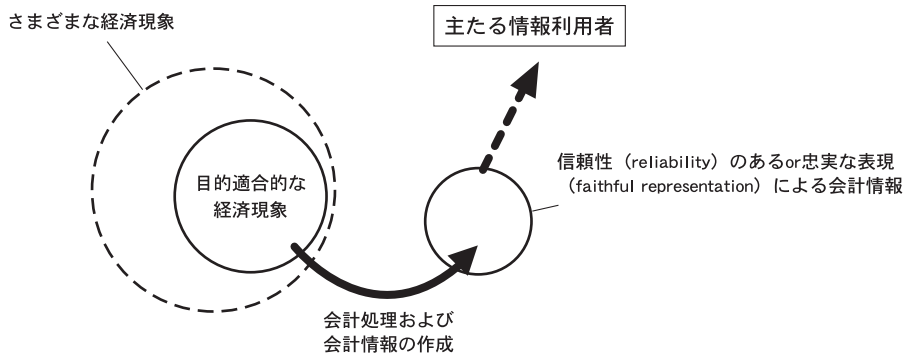 さまざまな経済現象
主たる情報利用者
目的適合的な
経済現象
信頼性（reliability）のあるor忠実な表現
（faithful representation）による会計情報
会計処理および
会計情報の作成